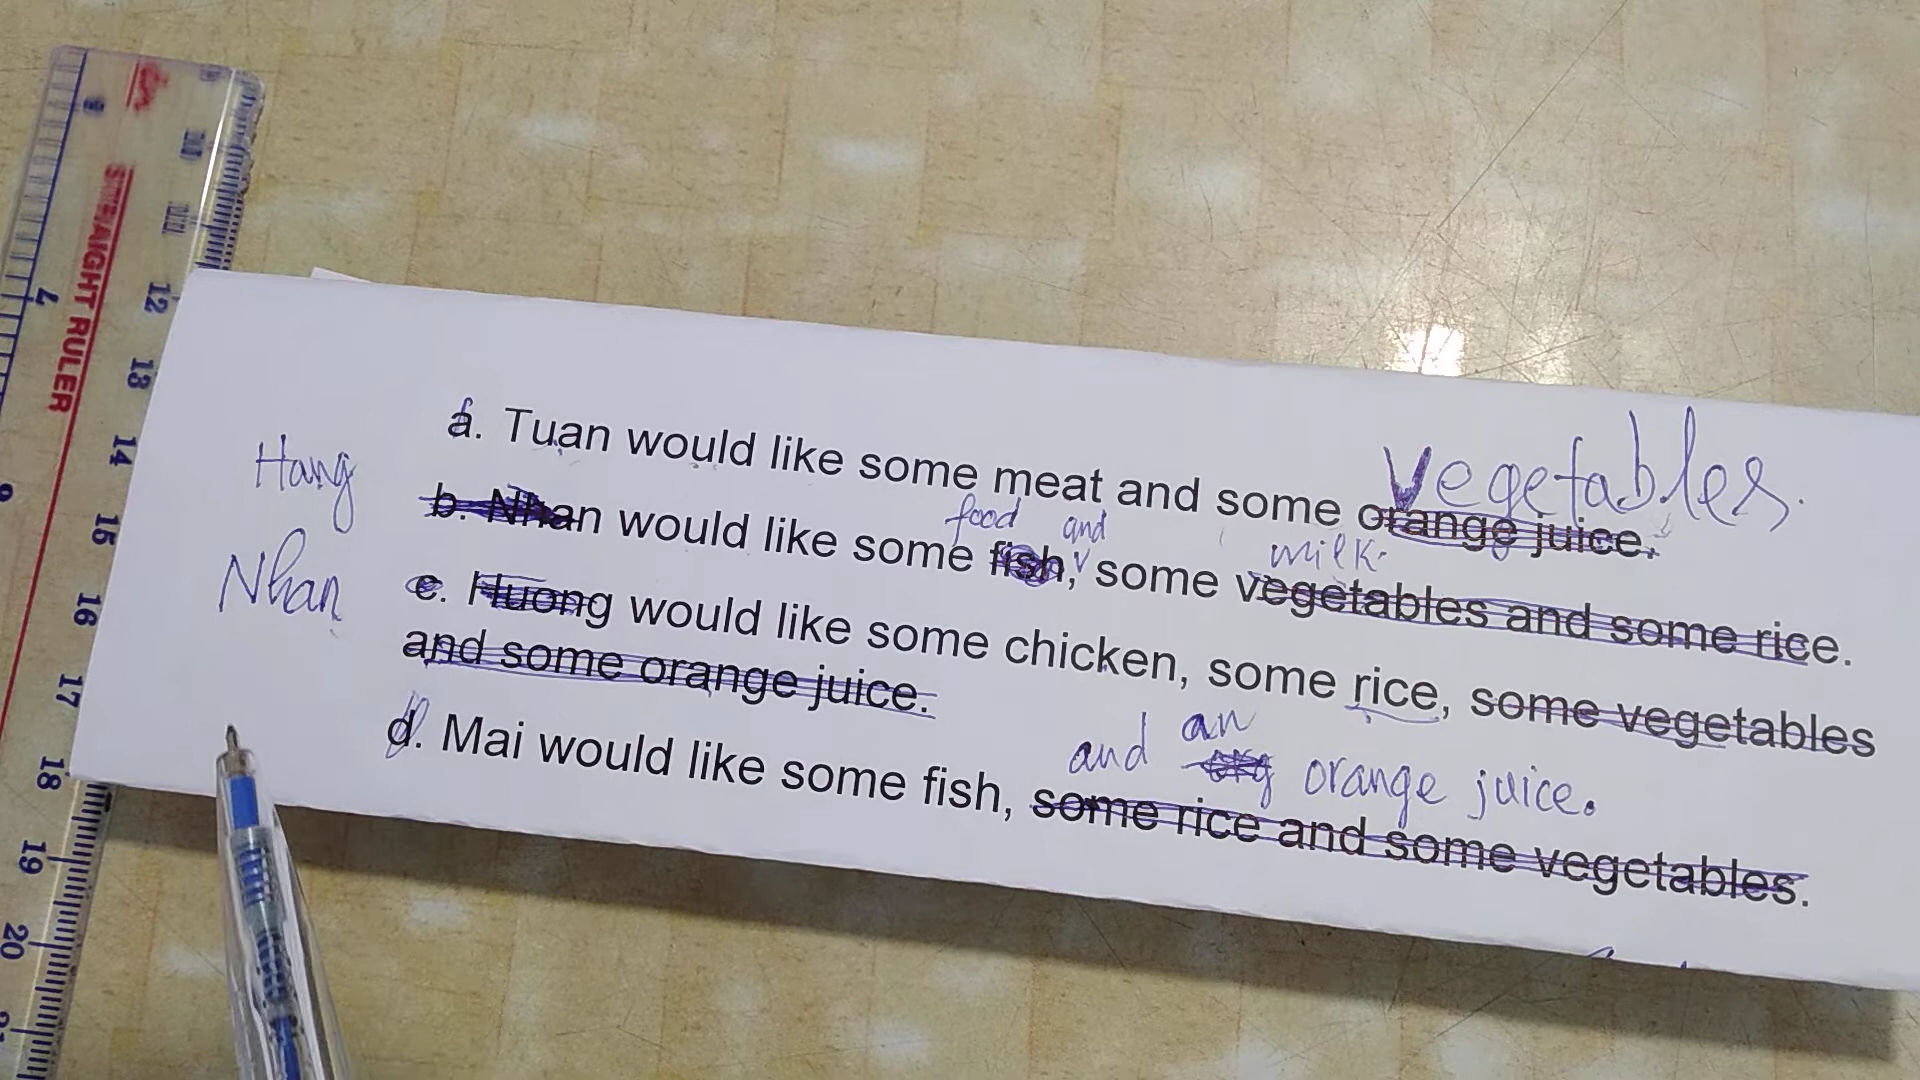 STRAIGHT RULER
7
12
13
14
15
16
17
18
19
20
vegetables.
a. Tuan would like some meat and some orange juice.
Hang
food and milk.
b. Nhan would like some fish, some vegetables and some rice.
Nhan
c. Huong would like some chicken, some rice, some vegetables
and some orange juice.
and an orange juice.
d. Mai would like some fish, some rice and some vegetables.